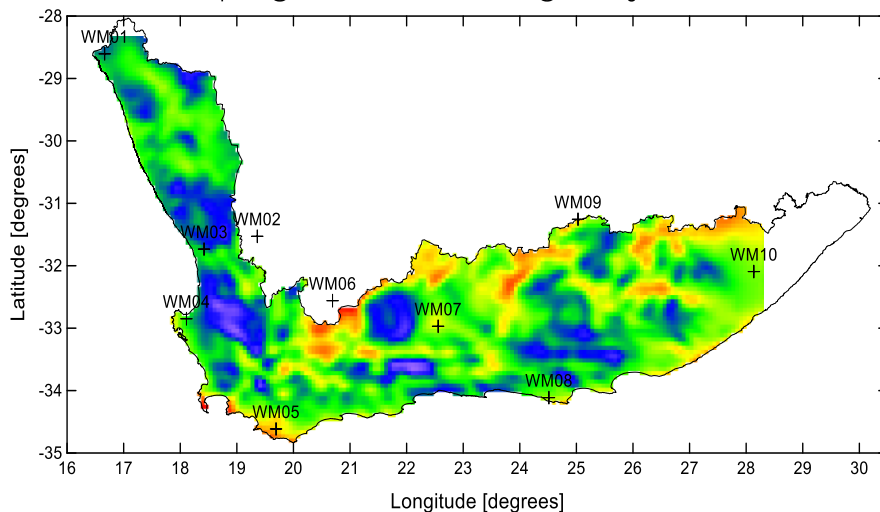 -28
WM01
-29
-30
-31
WM09
WM02
WM03
-32
WM10
WM06
WM04
WM07
-33
-34
WM08
WM05
-35
16 17 18 19 20 21 22 23 24 25 26 27 28 29 30
Latitude [degrees]
Longitude [degrees]